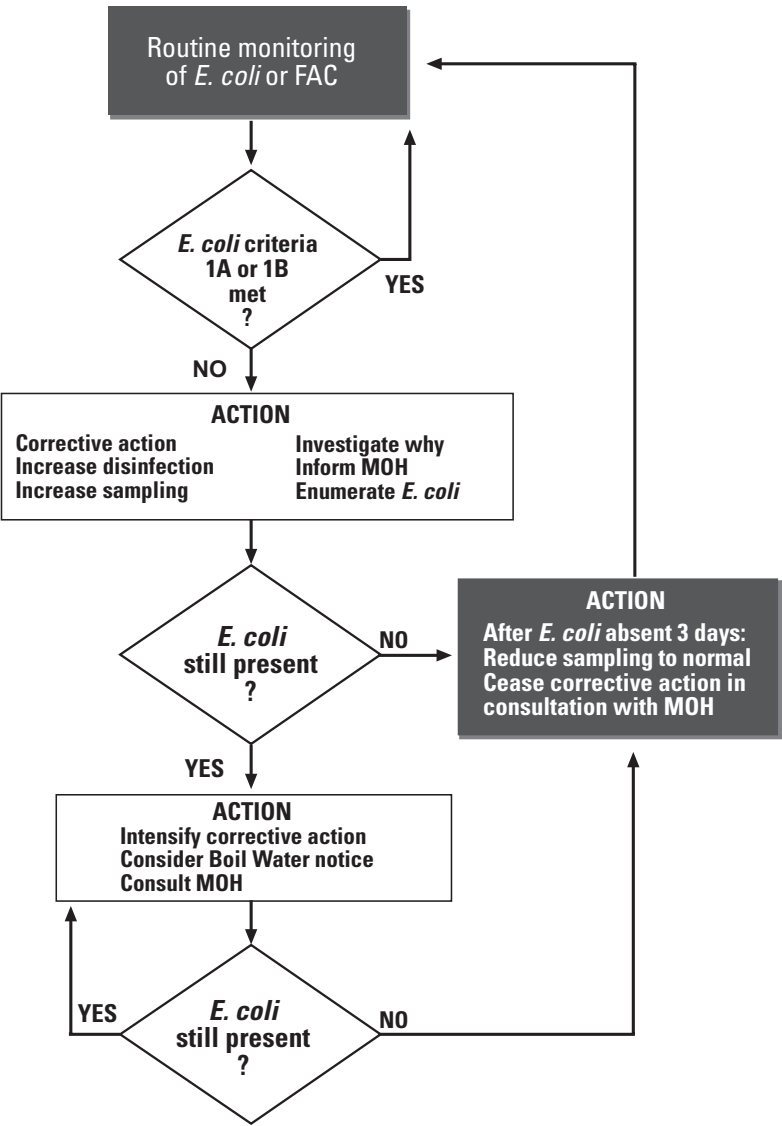 Routine monitoring
of E. coli or FAC
E. coli criteria
1A or 1B
met
?
YES
NO
ACTION
Corrective action
Increase disinfection
Increase sampling
Investigate why
Inform MOH
Enumerate E. coli
E. coli
still present
?
NO
ACTION
After E. coli absent 3 days:
Reduce sampling to normal
Cease corrective action in
consultation with MOH
YES
ACTION
Intensify corrective action
Consider Boil Water notice
Consult MOH
YES
E. coli
still present
?
NO